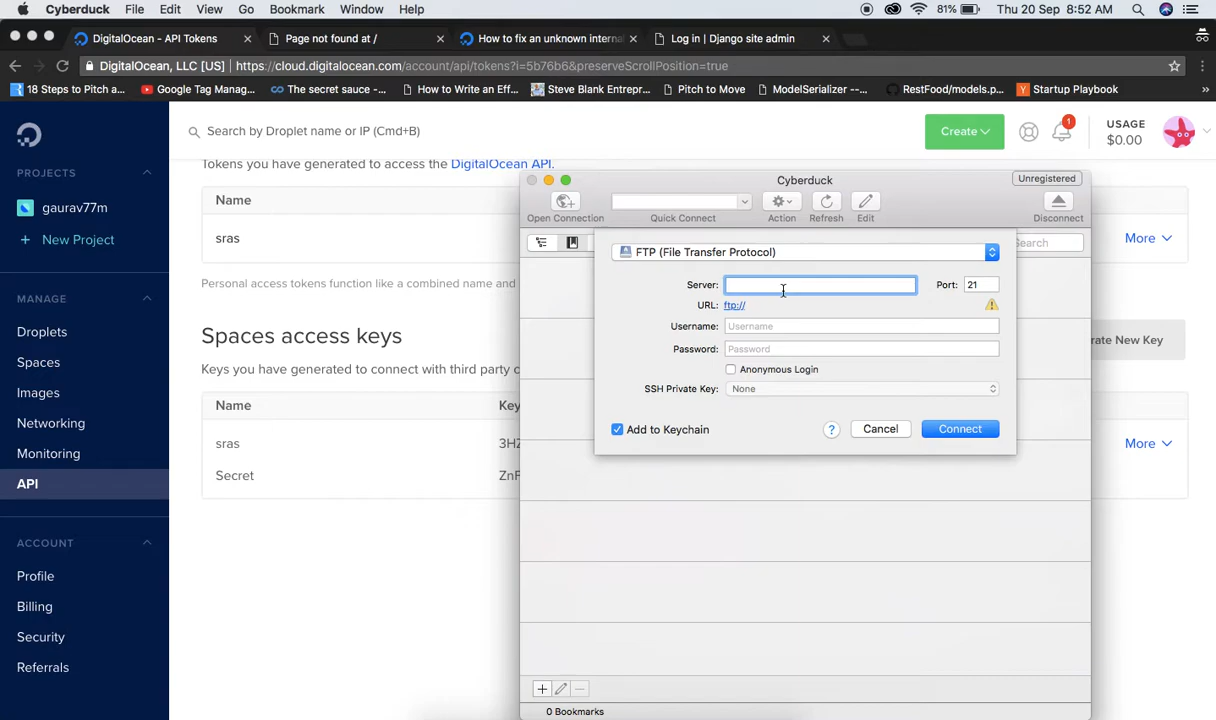 Cyberduck File Edit View Go Bookmark Window Help 81% Thu 20 Sep 8:52 AM
DigitalOcean - API Tokens Page not found at / How to fix an unknown interna Log in | Django site admin
DigitalOcean, LLC [US] https://cloud.digitalocean.com/account/api/tokens?i=5b76b6&preserveScrollPosition=true
18 Steps to Pitch a... Google Tag Manag... The secret sauce -... How to Write an Eff... Steve Blank Entrepr... Pitch to Move ModelSerializer --... RestFood/models.p... Startup Playbook »
Search by Droplet name or IP (Cmd+B) Create 1 USAGE
$0.00
PROJECTS
gaurav77m
+ New Project
MANAGE
Droplets
Spaces
Images
Networking
Monitoring
API
ACCOUNT
Profile
Billing
Security
Referrals
Tokens you have generated to access the DigitalOcean API.
Name
sras More
Personal access tokens function like a combined name and
Spaces access keys
rate New Key
Keys you have generated to connect with third party c
Name Key
sras 3HZ More
Secret ZnF
Cyberduck Unregistered
Open Connection Quick Connect Action Refresh Edit Disconnect
Search
FTP (File Transfer Protocol)
Server: Port: 21
URL: ftp://
Username: Username
Password: Password
Anonymous Login
SSH Private Key: None
Add to Keychain ? Cancel Connect
0 Bookmarks